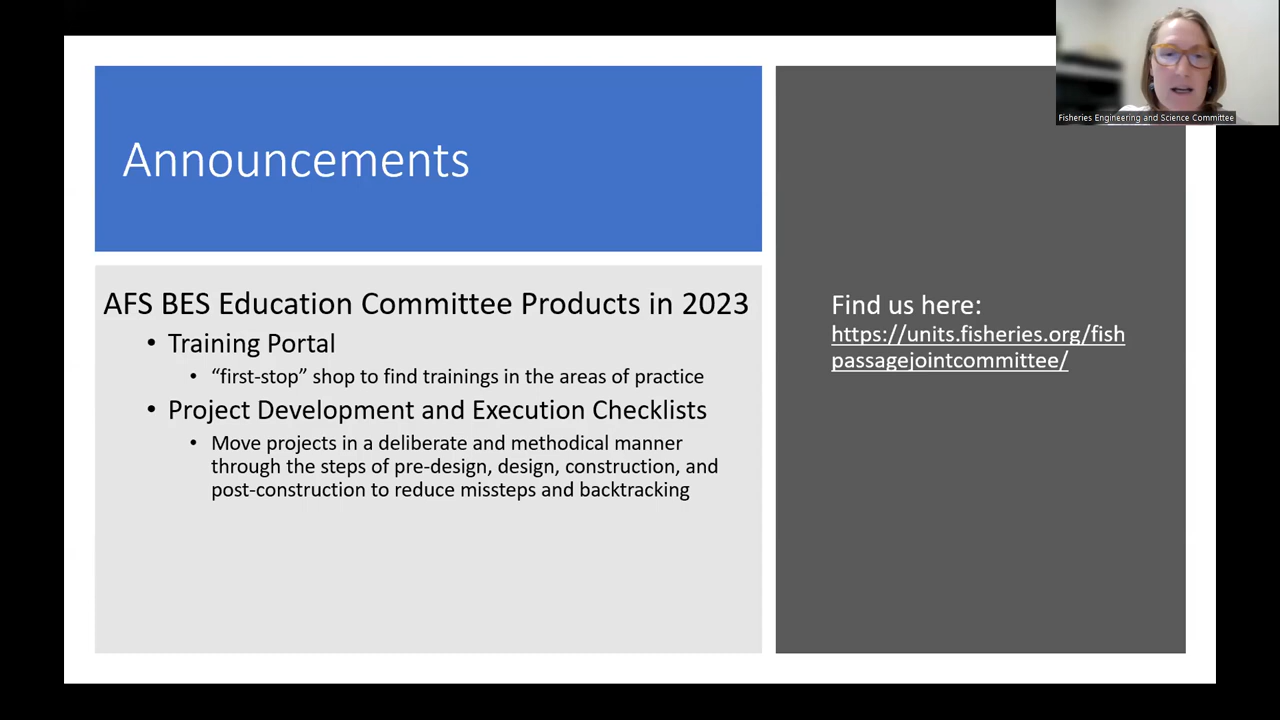 Announcements
AFS BES Education Committee Products in 2023
• Training Portal
• “first-stop” shop to find trainings in the areas of practice
• Project Development and Execution Checklists
• Move projects in a deliberate and methodical manner
through the steps of pre-design, design, construction, and
post-construction to reduce missteps and backtracking
Find us here:
https://units.fisheries.org/fish
passagejointcommittee/
Fisheries Engineering and Science Committee